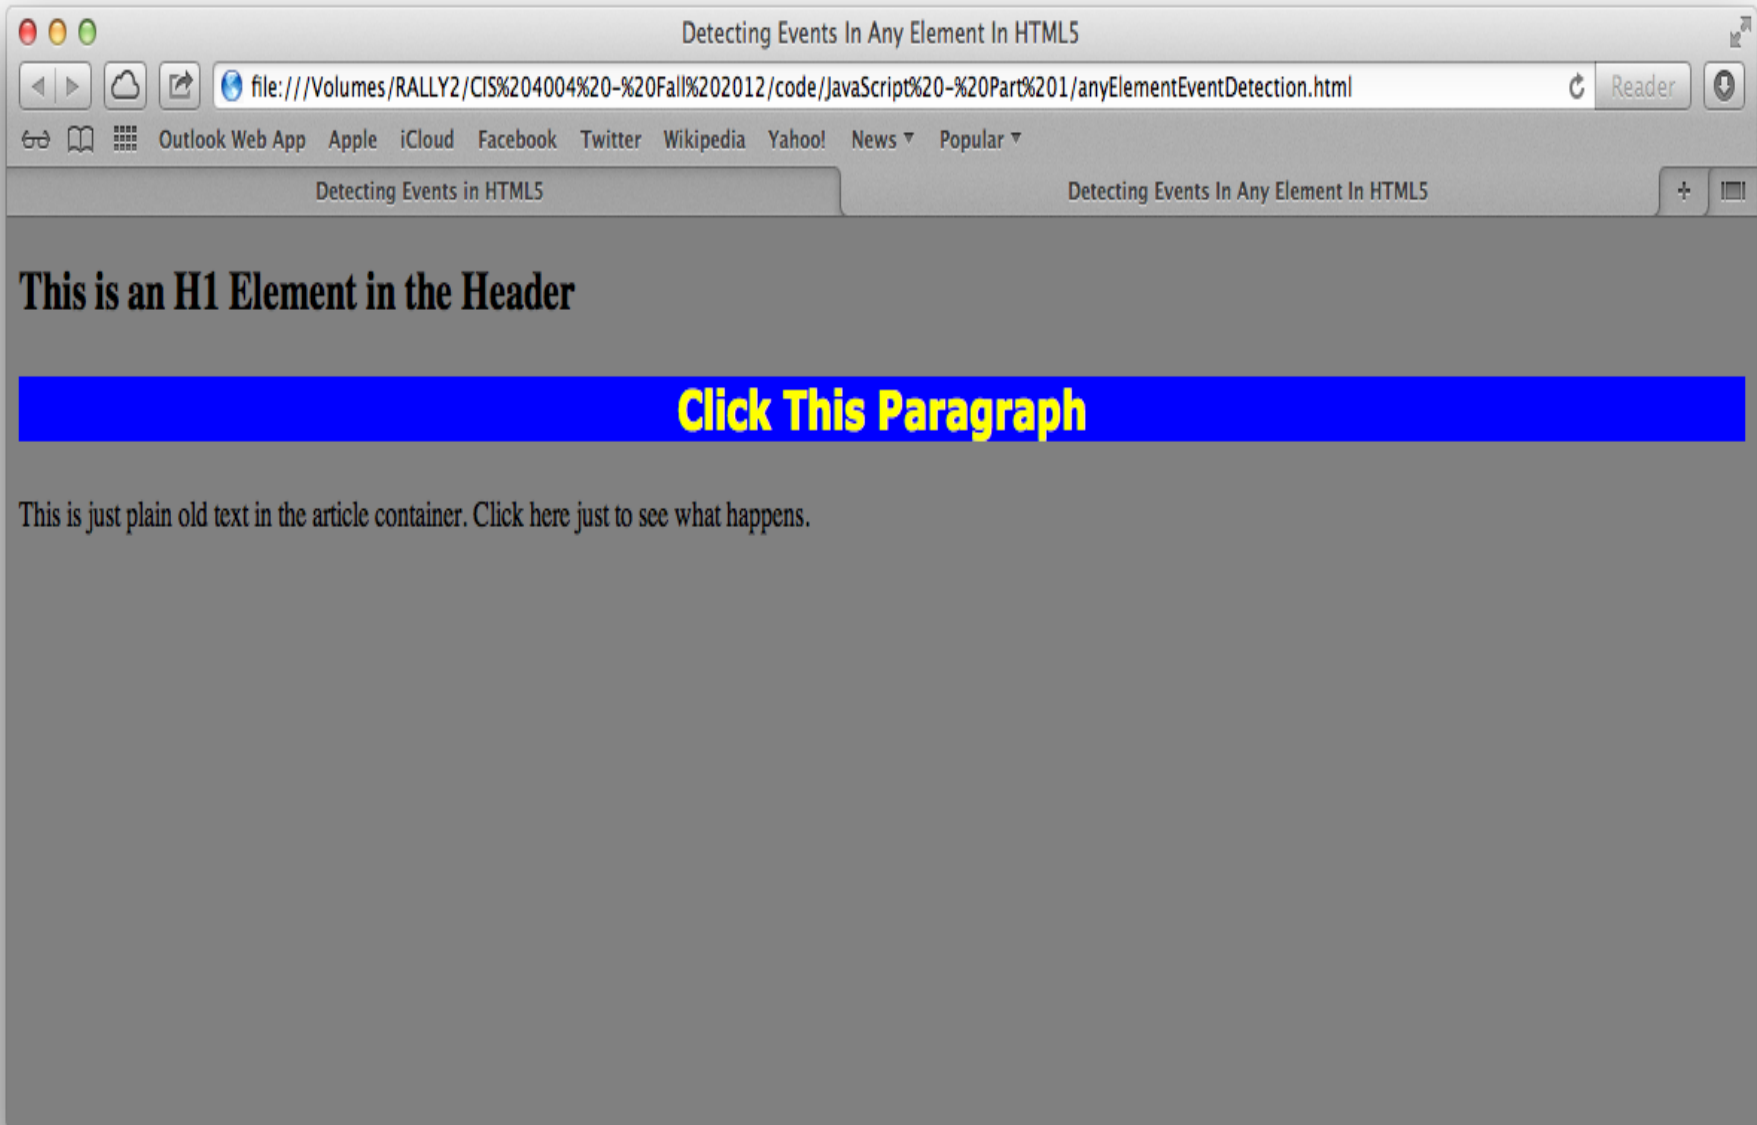 Detecting Events In Any Element In HTML5
file:///Volumes/RALLY2/CIS%204004%20-%20Fall%202012/code/JavaScript%20-%20Part%201/anyElementEventDetection.html Reader
Outlook Web App Apple iCloud Facebook Twitter Wikipedia Yahoo! News Popular
Detecting Events in HTML5 Detecting Events In Any Element In HTML5
This is an H1 Element in the Header
Click This Paragraph
This is just plain old text in the article container. Click here just to see what happens.